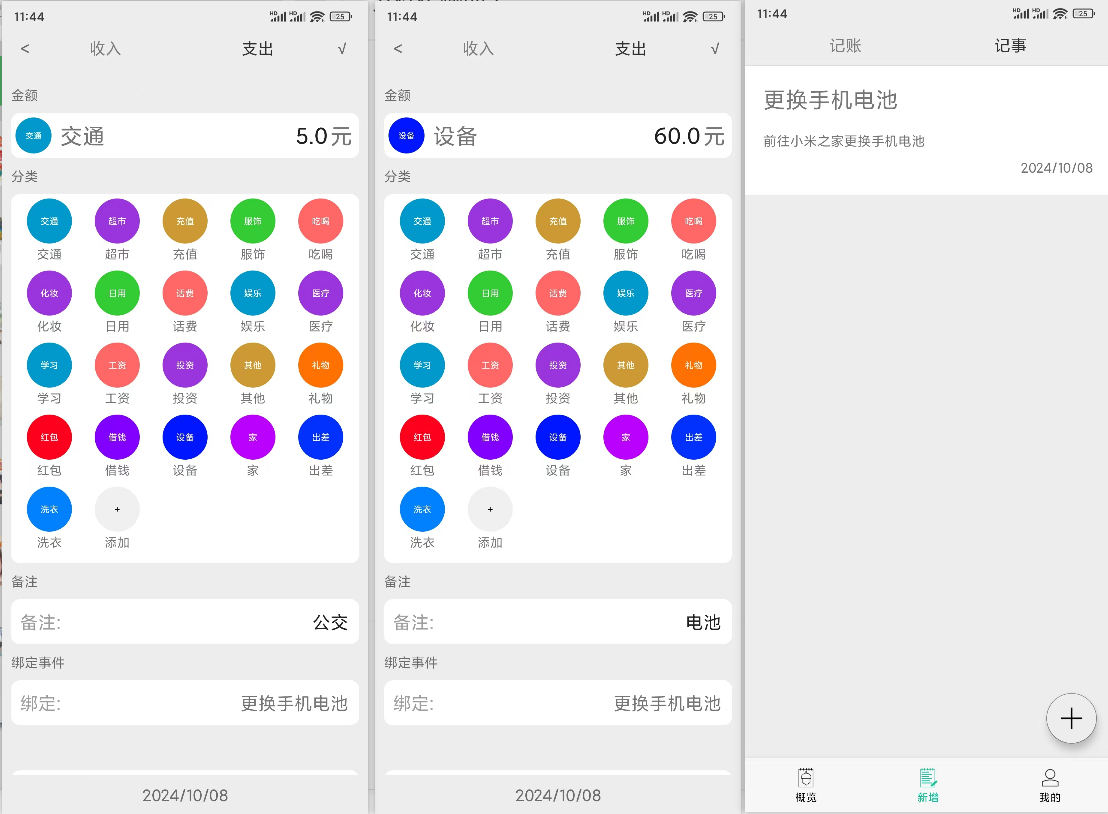 11:44
HD HD 25
< 收入 支出 √
金额
交通 交通 5.0元
分类
交通 超市 充值 服饰 吃喝
交通 超市 充值 服饰 吃喝
化妆 日用 话费 娱乐 医疗
化妆 日用 话费 娱乐 医疗
学习 工资 投资 其他 礼物
学习 工资 投资 其他 礼物
红包 借钱 设备 家 出差
红包 借钱 设备 家 出差
洗衣 +
洗衣 添加
备注
备注: 公交
绑定事件
绑定: 更换手机电池
2024/10/08
11:44
HD HD 25
< 收入 支出 √
金额
设备 设备 60.0元
分类
交通 超市 充值 服饰 吃喝
交通 超市 充值 服饰 吃喝
化妆 日用 话费 娱乐 医疗
化妆 日用 话费 娱乐 医疗
学习 工资 投资 其他 礼物
学习 工资 投资 其他 礼物
红包 借钱 设备 家 出差
红包 借钱 设备 家 出差
洗衣 +
洗衣 添加
备注
备注: 电池
绑定事件
绑定: 更换手机电池
2024/10/08
11:44
HD HD 25
记账 记事
更换手机电池
前往小米之家更换手机电池
2024/10/08
+
概览 新增 我的